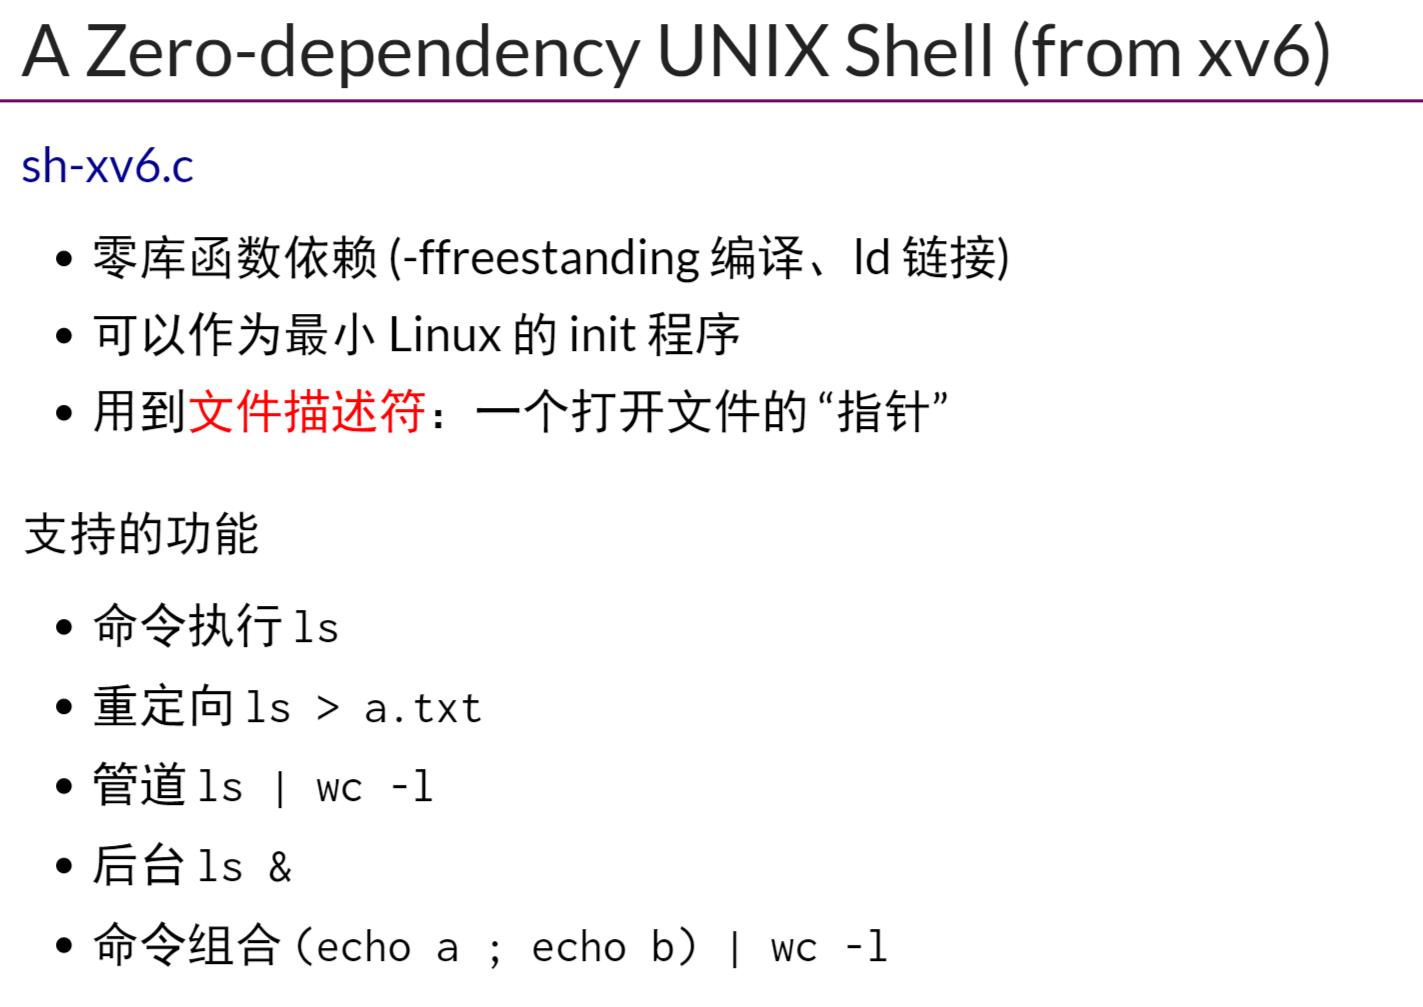 A Zero-dependency UNIX Shell (from xv6)
sh-xv6.c
• 零库函数依赖 (-ffreestanding 编译、ld 链接)
• 可以作为最小 Linux 的 init 程序
• 用到文件描述符：一个打开文件的 “指针”
支持的功能
• 命令执行 ls
• 重定向 ls > a.txt
• 管道 ls | wc -l
• 后台 ls &
• 命令组合 (echo a ; echo b) | wc -l